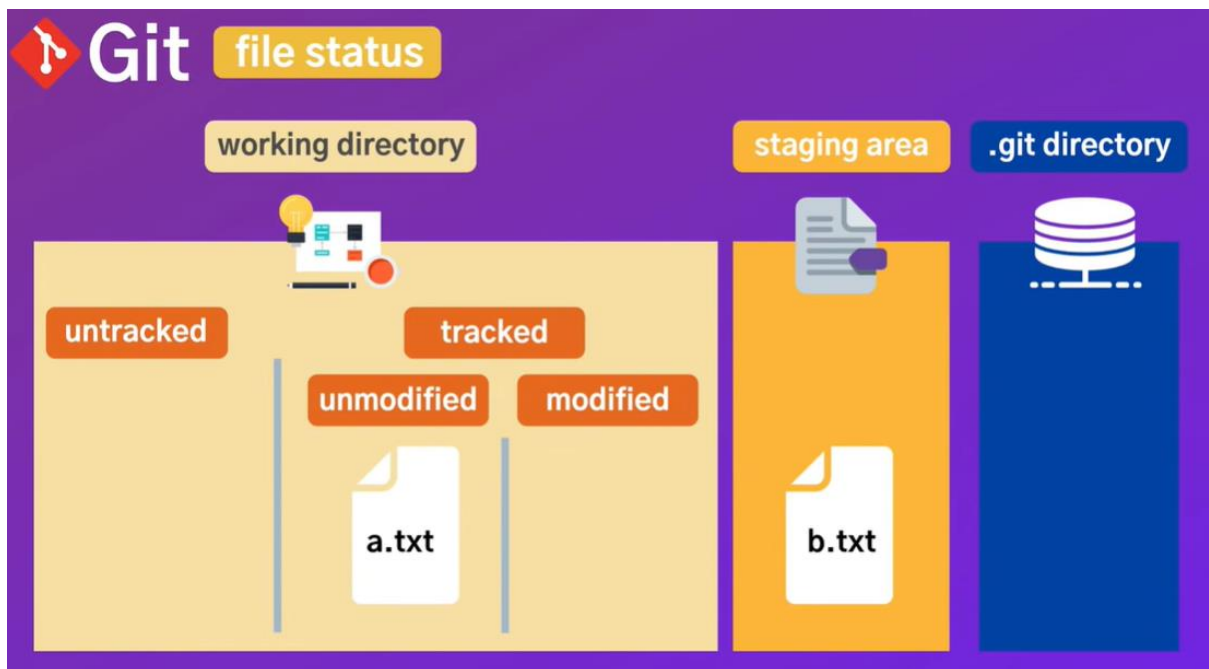 Git file status
working directory
staging area
.git directory
untracked
tracked
unmodified
modified
a.txt
b.txt